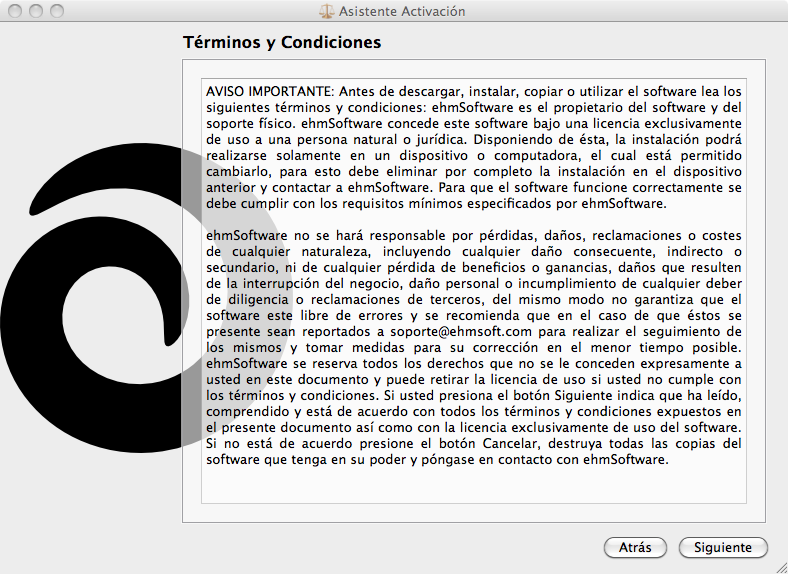 Asistente Activación
Términos y Condiciones
AVISO IMPORTANTE: Antes de descargar, instalar, copiar o utilizar el software lea los
siguientes términos y condiciones: ehmSoftware es el propietario del software y del
soporte físico. ehmSoftware concede este software bajo una licencia exclusivamente
de uso a una persona natural o jurídica. Disponiendo de ésta, la instalación podrá
realizarse solamente en un dispositivo o computadora, el cual está permitido
cambiarlo, para esto debe eliminar por completo la instalación en el dispositivo
anterior y contactar a ehmSoftware. Para que el software funcione correctamente se
debe cumplir con los requisitos mínimos especificados por ehmSoftware.
ehmSoftware no se hará responsable por pérdidas, daños, reclamaciones o costes
de cualquier naturaleza, incluyendo cualquier daño consecuente, indirecto o
secundario, ni de cualquier pérdida de beneficios o ganancias, daños que resulten
de la interrupción del negocio, daño personal o incumplimiento de cualquier deber
de diligencia o reclamaciones de terceros, del mismo modo no garantiza que el
software este libre de errores y se recomienda que en el caso de que éstos se
presente sean reportados a soporte@ehmsoft.com para realizar el seguimiento de
los mismos y tomar medidas para su corrección en el menor tiempo posible.
ehmSoftware se reserva todos los derechos que no se le conceden expresamente a
usted en este documento y puede retirar la licencia de uso si usted no cumple con
los términos y condiciones. Si usted presiona el botón Siguiente indica que ha leído,
comprendido y está de acuerdo con todos los términos y condiciones expuestos en
el presente documento así como con la licencia exclusivamente de uso del software.
Si no está de acuerdo presione el botón Cancelar, destruya todas las copias del
software que tenga en su poder y póngase en contacto con ehmSoftware.
Atrás
Siguiente